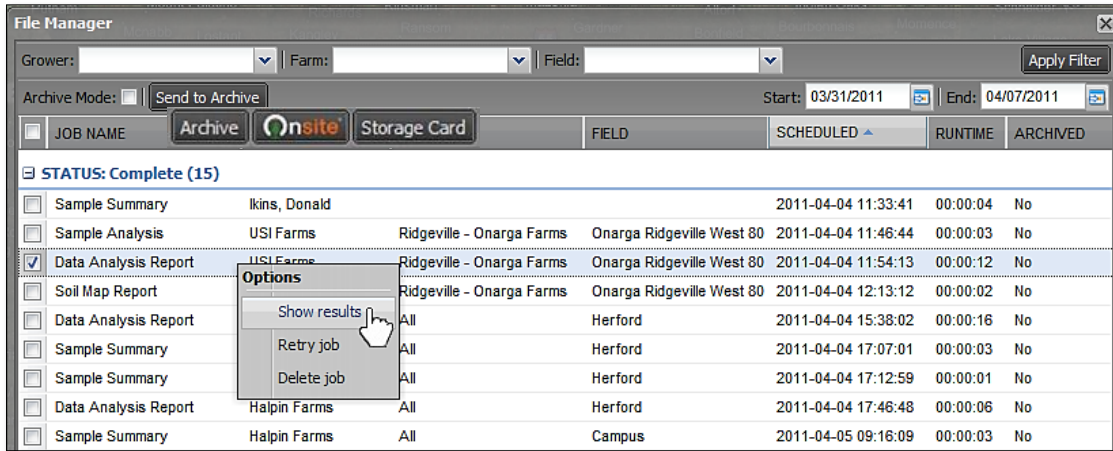 File Manager
Grower: Farm: Field: Apply Filter
Archive Mode: Send to Archive Start: 03/31/2011 End: 04/07/2011
Archive Onsite Storage Card
JOB NAME FIELD SCHEDULED RUNTIME ARCHIVED
STATUS: Complete (15)
Sample Summary Ikins, Donald 2011-04-04 11:33:41 00:00:04 No
Sample Analysis USI Farms Ridgeville - Onarga Farms Onarga Ridgeville West 80 2011-04-04 11:46:44 00:00:03 No
Data Analysis Report USI Farms Ridgeville - Onarga Farms Onarga Ridgeville West 80 2011-04-04 11:54:13 00:00:12 No
Options
Soil Map Report Ridgeville - Onarga Farms Onarga Ridgeville West 80 2011-04-04 12:13:12 00:00:02 No
Show results
Data Analysis Report All Herford 2011-04-04 15:38:02 00:00:16 No
Retry job
Sample Summary All Herford 2011-04-04 17:07:01 00:00:03 No
Delete job
Sample Summary All Herford 2011-04-04 17:12:59 00:00:01 No
Data Analysis Report Halpin Farms All Herford 2011-04-04 17:46:48 00:00:06 No
Sample Summary Halpin Farms All Campus 2011-04-05 09:16:09 00:00:03 No